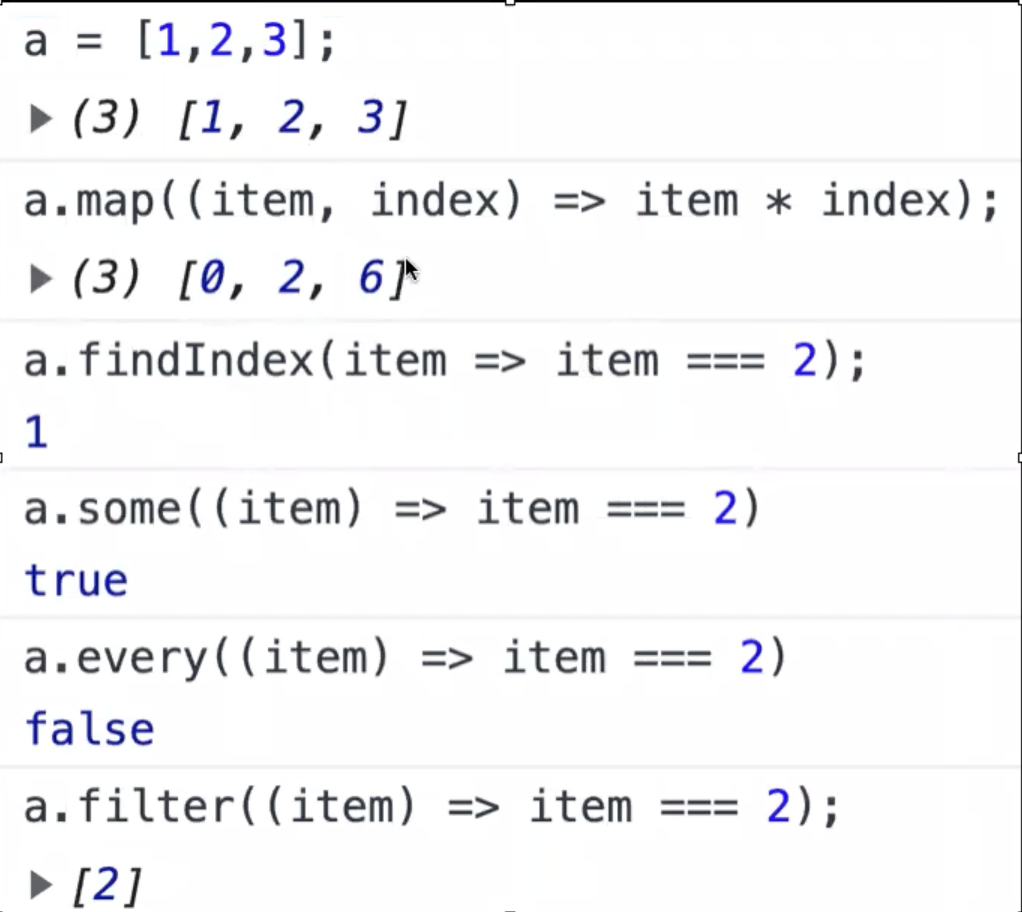 a = [1,2,3];
▶ (3) [1, 2, 3]
a.map((item, index) => item * index);
▶ (3) [0, 2, 6]
a.findIndex(item => item === 2);
1
a.some((item) => item === 2)
true
a.every((item) => item === 2)
false
a.filter((item) => item === 2);
▶ [2]